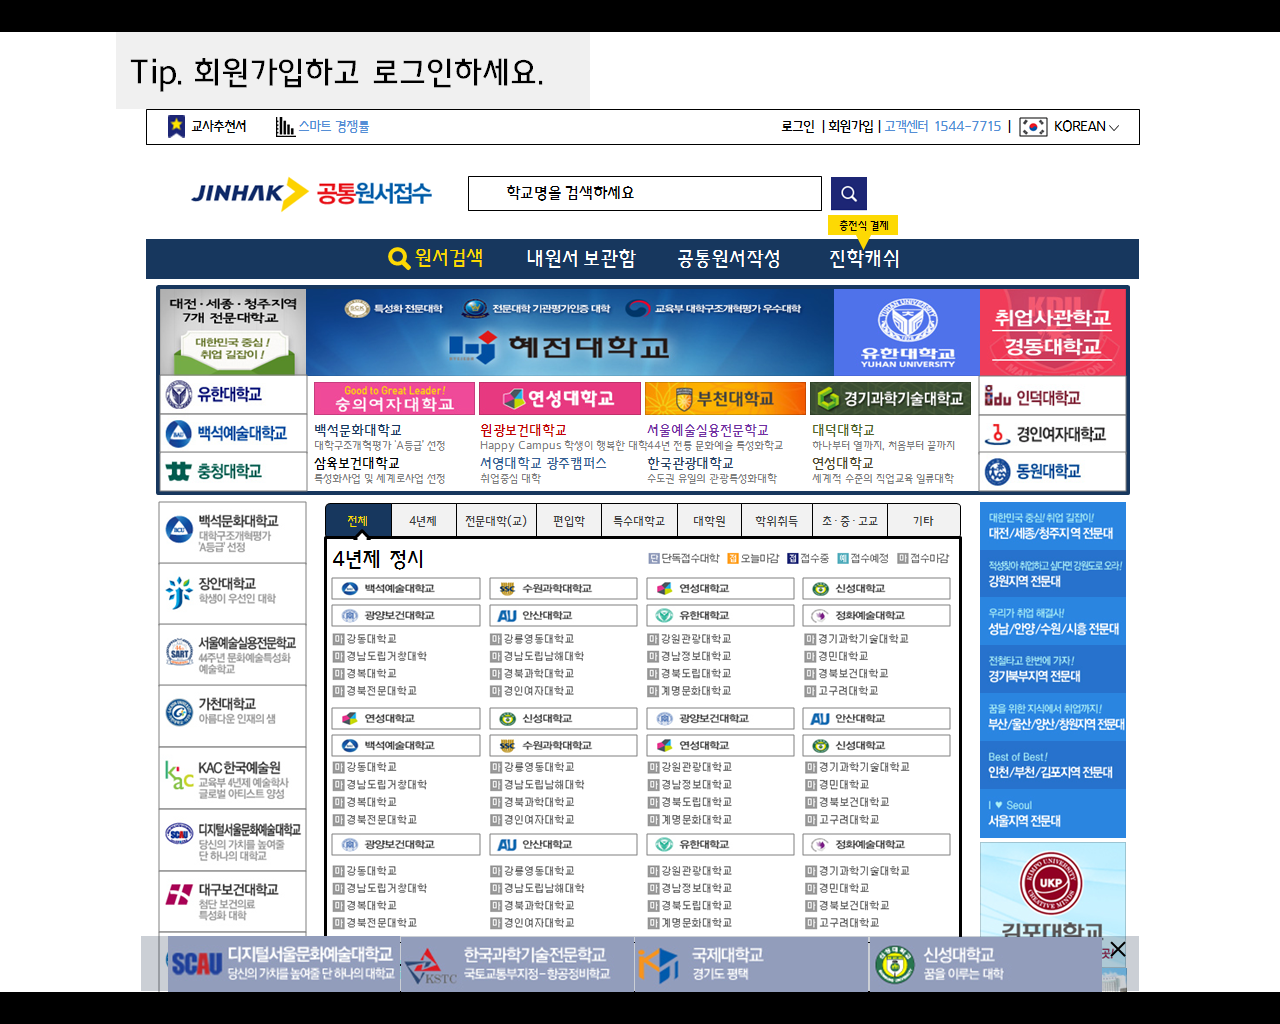 Tip. 회원가입하고 로그인하세요.
교사추천서 스마트 경쟁률 로그인 | 회원가입 | 고객센터 1544-7715 | KOREAN
JINHAK 공통원서접수 학교명을 검색하세요
충전식 결제
원서검색 내원서 보관함 공통원서작성 진학캐쉬
대전·세종·청주지역
7개 전문대학교
대한민국 중심!
취업 길잡이!
특성화 전문대학 전문대학 기관평가인증 대학 교육부 대학구조개혁평가 우수대학
혜전대학교
유한대학교
YUHAN UNIVERSITY
취업사관학교
경동대학교
유한대학교
백석예술대학교
충청대학교
Good to Great Leader!
숭의여자대학교
연성대학교
부천대학교
경기과학기술대학교
백석문화대학교
대학구조개혁평가 'A등급' 선정
원광보건대학교
Happy Campus 학생이 행복한 대학
서울예술실용전문학교
44년 전통 문화예술 특성화학교
대덕대학교
하나부터 열까지, 처음부터 끝까지
삼육보건대학교
특성화사업 및 세계로사업 선정
서영대학교 광주캠퍼스
취업중심 대학
한국관광대학교
수도권 유일의 관광특성화대학
연성대학교
세계적 수준의 직업교육 일류대학
인덕대학교
경인여자대학교
동원대학교
백석문화대학교
대학구조개혁평가
'A등급' 선정
장안대학교
학생이 우선인 대학
서울예술실용전문학교
44주년 문화예술특성화
예술학교
가천대학교
아름다운 인재의 샘
KAC 한국예술원
교육부 4년제 예술학사
글로벌 아티스트 양성
디지털서울문화예술대학교
당신의 가치를 높여줄
단 하나의 대학교
대구보건대학교
첨단 보건의료
특성화 대학
전체 4년제 전문대학(교) 편입학 특수대학교 대학원 학위취득 초·중·고교 기타
4년제 정시 단 단독접수대학 접 오늘마감 접 접수중 예 접수예정 마 접수마감
백석예술대학교 수원과학대학교 연성대학교 신성대학교
광양보건대학교 안산대학교 유한대학교 정화예술대학교
마 강동대학교 마 강릉영동대학교 마 강원관광대학교 마 경기과학기술대학교
마 경남도립거창대학 마 경남도립남해대학 마 경남정보대학교 마 경민대학교
마 경복대학교 마 경북과학대학교 마 경북도립대학교 마 경북보건대학교
마 경북전문대학교 마 경인여자대학교 마 계명문화대학교 마 고구려대학교
연성대학교 신성대학교 광양보건대학교 안산대학교
백석예술대학교 수원과학대학교 연성대학교 신성대학교
마 강동대학교 마 강릉영동대학교 마 강원관광대학교 마 경기과학기술대학교
마 경남도립거창대학 마 경남도립남해대학 마 경남정보대학교 마 경민대학교
마 경복대학교 마 경북과학대학교 마 경북도립대학교 마 경북보건대학교
마 경북전문대학교 마 경인여자대학교 마 계명문화대학교 마 고구려대학교
광양보건대학교 안산대학교 유한대학교 정화예술대학교
마 강동대학교 마 강릉영동대학교 마 강원관광대학교 마 경기과학기술대학교
마 경남도립거창대학 마 경남도립남해대학 마 경남정보대학교 마 경민대학교
마 경복대학교 마 경북과학대학교 마 경북도립대학교 마 경북보건대학교
마 경북전문대학교 마 경인여자대학교 마 계명문화대학교 마 고구려대학교
대한민국 중심! 취업 길잡이!
대전/세종/청주지역 전문대
적성찾아 취업하고 싶다면 강원도로 오라!
강원지역 전문대
우리가 취업 해결사!
성남/안양/수원/시흥 전문대
전철타고 한번에 가자!
경기북부지역 전문대
꿈을 위한 지식에서 취업까지!
부산/울산/양산/창원지역 전문대
Best of Best!
인천/부천/김포지역 전문대
I ♥ Seoul
서울지역 전문대
UKP
김포대학교
SCAU 디지털서울문화예술대학교
당신의 가치를 높여줄 단 하나의 대학교
KSTC 한국과학기술전문학교
국토교통부지정-항공정비학교
국제대학교
경기도 평택
신성대학교
꿈을 이루는 대학